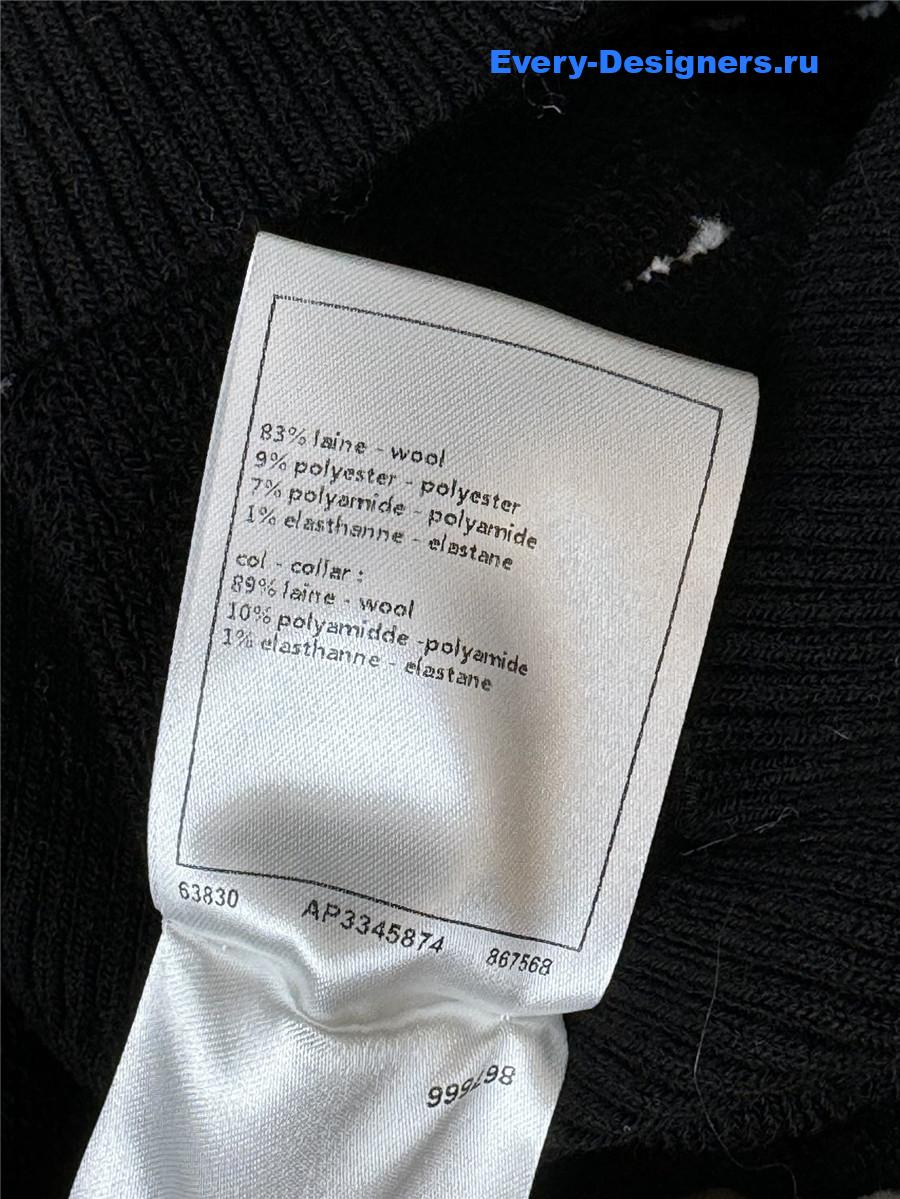 Every-Designers.ru
83% laine - wool
9% polyester - polyester
7% polyamide - polyamide
1% elasthanne - elastane
col - collar :
89% laine - wool
10% polyamidde -polyamide
1% elasthanne - elastane
63830 AP3345874 867568